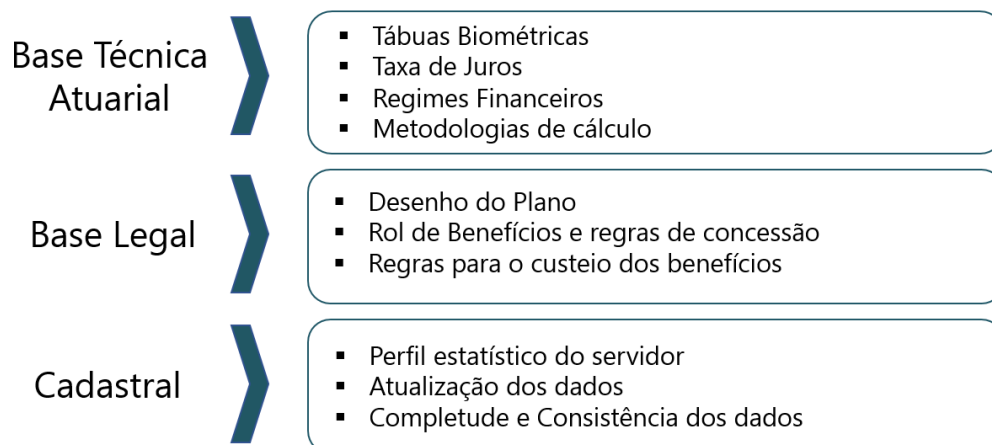 Base Técnica
Atuarial
▪ Tábuas Biométricas
▪ Taxa de Juros
▪ Regimes Financeiros
▪ Metodologias de cálculo
Base Legal
▪ Desenho do Plano
▪ Rol de Benefícios e regras de concessão
▪ Regras para o custeio dos benefícios
Cadastral
▪ Perfil estatístico do servidor
▪ Atualização dos dados
▪ Completude e Consistência dos dados